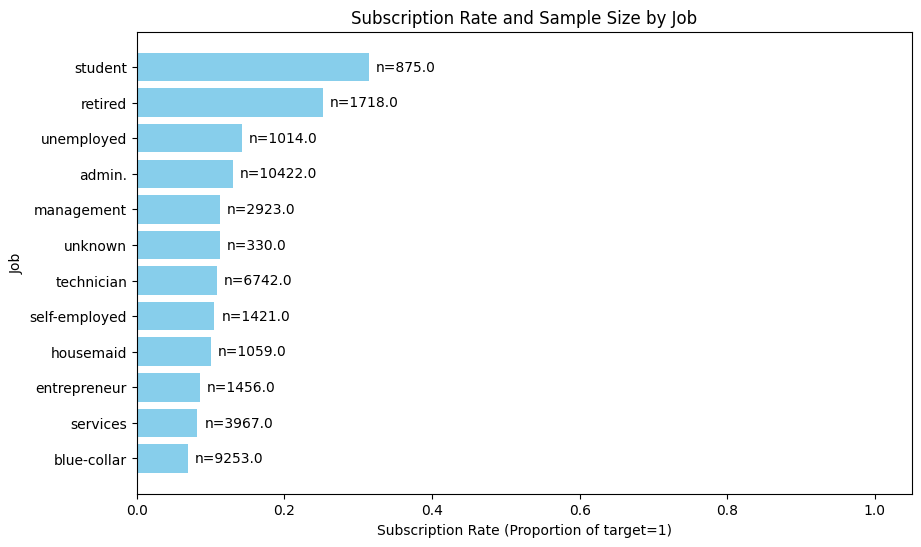 Subscription Rate and Sample Size by Job
student n=875.0
retired n=1718.0
unemployed n=1014.0
admin. n=10422.0
management n=2923.0
unknown n=330.0
technician n=6742.0
self-employed n=1421.0
housemaid n=1059.0
entrepreneur n=1456.0
services n=3967.0
blue-collar n=9253.0
Job
0.0 0.2 0.4 0.6 0.8 1.0
Subscription Rate (Proportion of target=1)